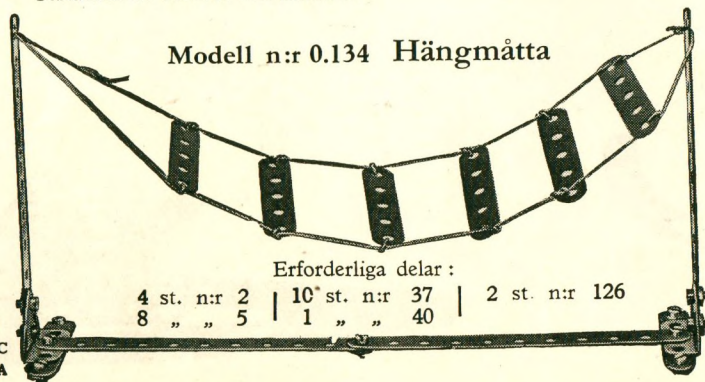 Modell n:r 0.134 Hängmåtta
Erforderliga delar :
4 st. n:r 2 | 10 st. n:r 37 | 2 st. n:r 126
8 „ „ 5 | 1 „ „ 40
C
A